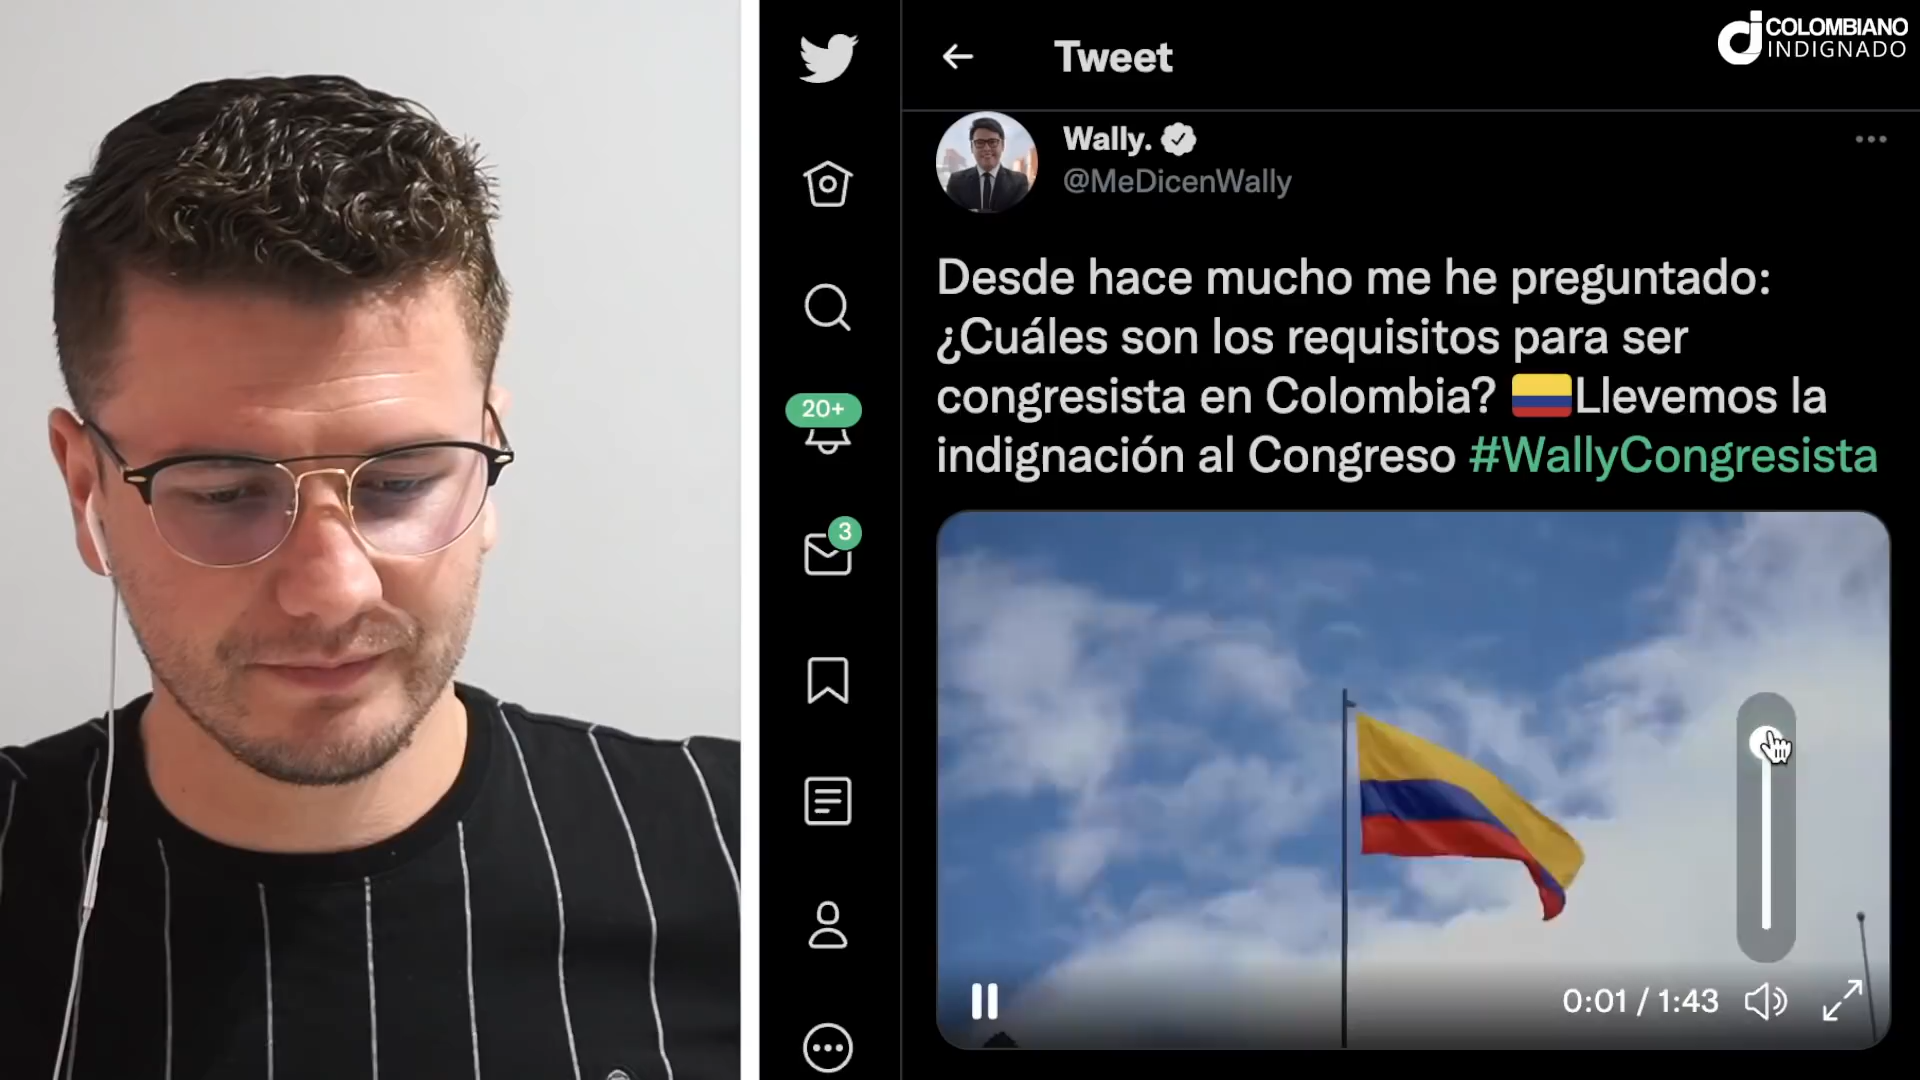 COLOMBIANO
INDIGNADO
Tweet
Wally.
@MeDicenWally
Desde hace mucho me he preguntado:
¿Cuáles son los requisitos para ser
congresista en Colombia? 🇨🇴Llevemos la
indignación al Congreso #WallyCongresista
20+
3
0:01 / 1:43